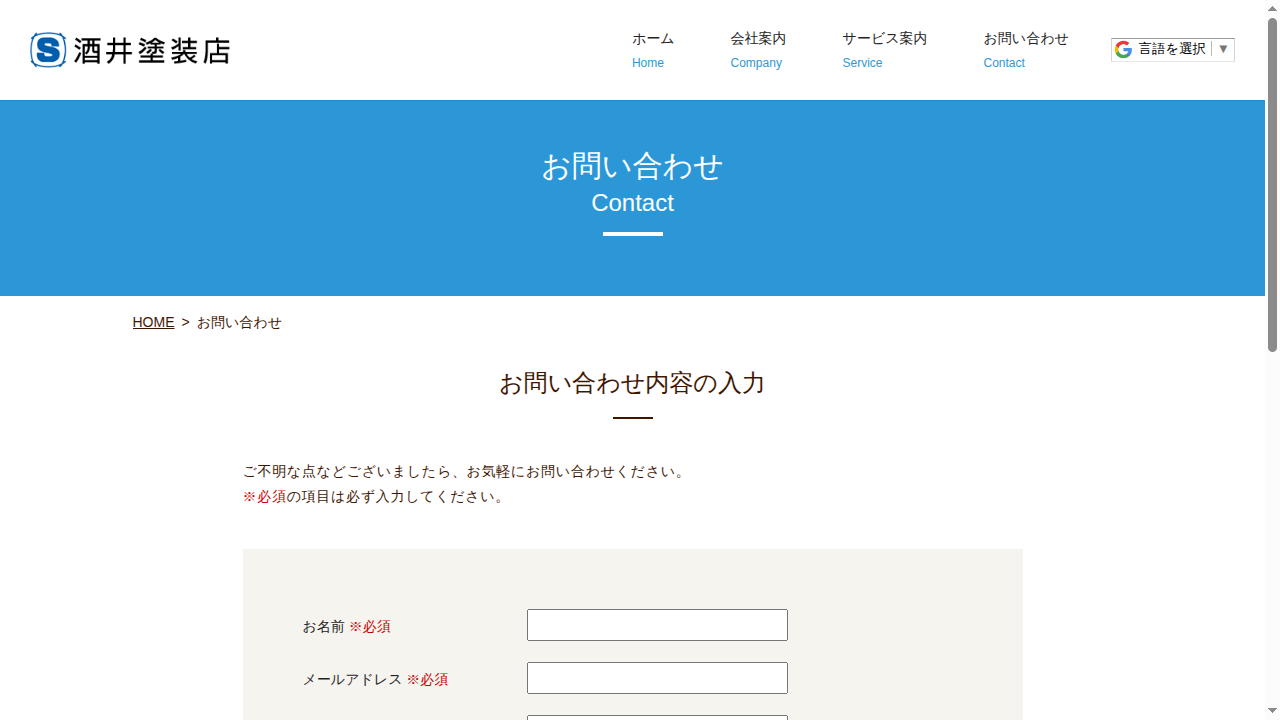 S 酒井塗装店
ホーム
Home
会社案内
Company
サービス案内
Service
お問い合わせ
Contact
G 言語を選択 ▼
お問い合わせ
Contact
HOME > お問い合わせ
お問い合わせ内容の入力
ご不明な点などございましたら、お気軽にお問い合わせください。
※必須の項目は必ず入力してください。
お名前 ※必須
メールアドレス ※必須